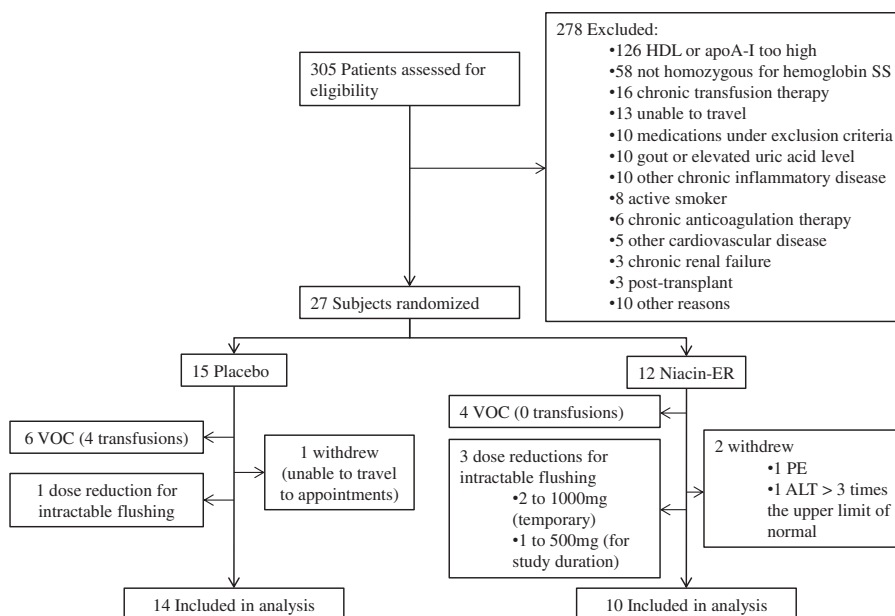 305 Patients assessed for
eligibility
278 Excluded:
•126 HDL or apoA-I too high
•58 not homozygous for hemoglobin SS
•16 chronic transfusion therapy
•13 unable to travel
•10 medications under exclusion criteria
•10 gout or elevated uric acid level
•10 other chronic inflammatory disease
•8 active smoker
•6 chronic anticoagulation therapy
•5 other cardiovascular disease
•3 chronic renal failure
•3 post-transplant
•10 other reasons
27 Subjects randomized
15 Placebo
6 VOC (4 transfusions)
1 withdrew
(unable to travel
to appointments)
1 dose reduction for
intractable flushing
14 Included in analysis
12 Niacin-ER
4 VOC (0 transfusions)
3 dose reductions for
intractable flushing
•2 to 1000mg
(temporary)
•1 to 500mg (for
study duration)
2 withdrew
•1 PE
•1 ALT > 3 times
the upper limit of
normal
10 Included in analysis